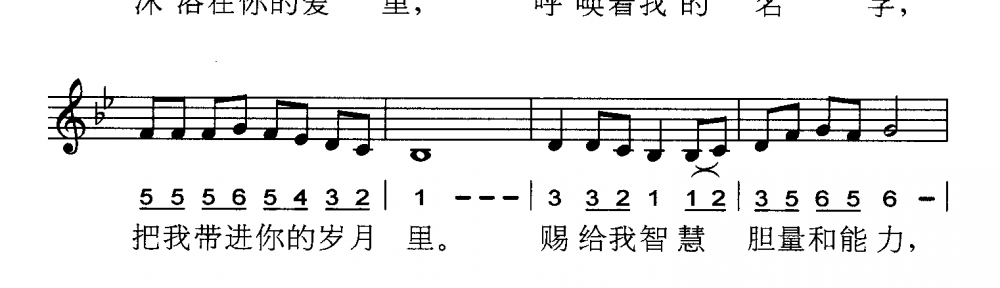 沐浴在你的爱里，呼唤着我的名字，
5 5 5 6 5 4 3 2 | 1 - - - | 3 3 2 1 1 2 | 3 5 6 5 6 - |
把我带进你的岁月里。赐给我智慧胆量和能力，